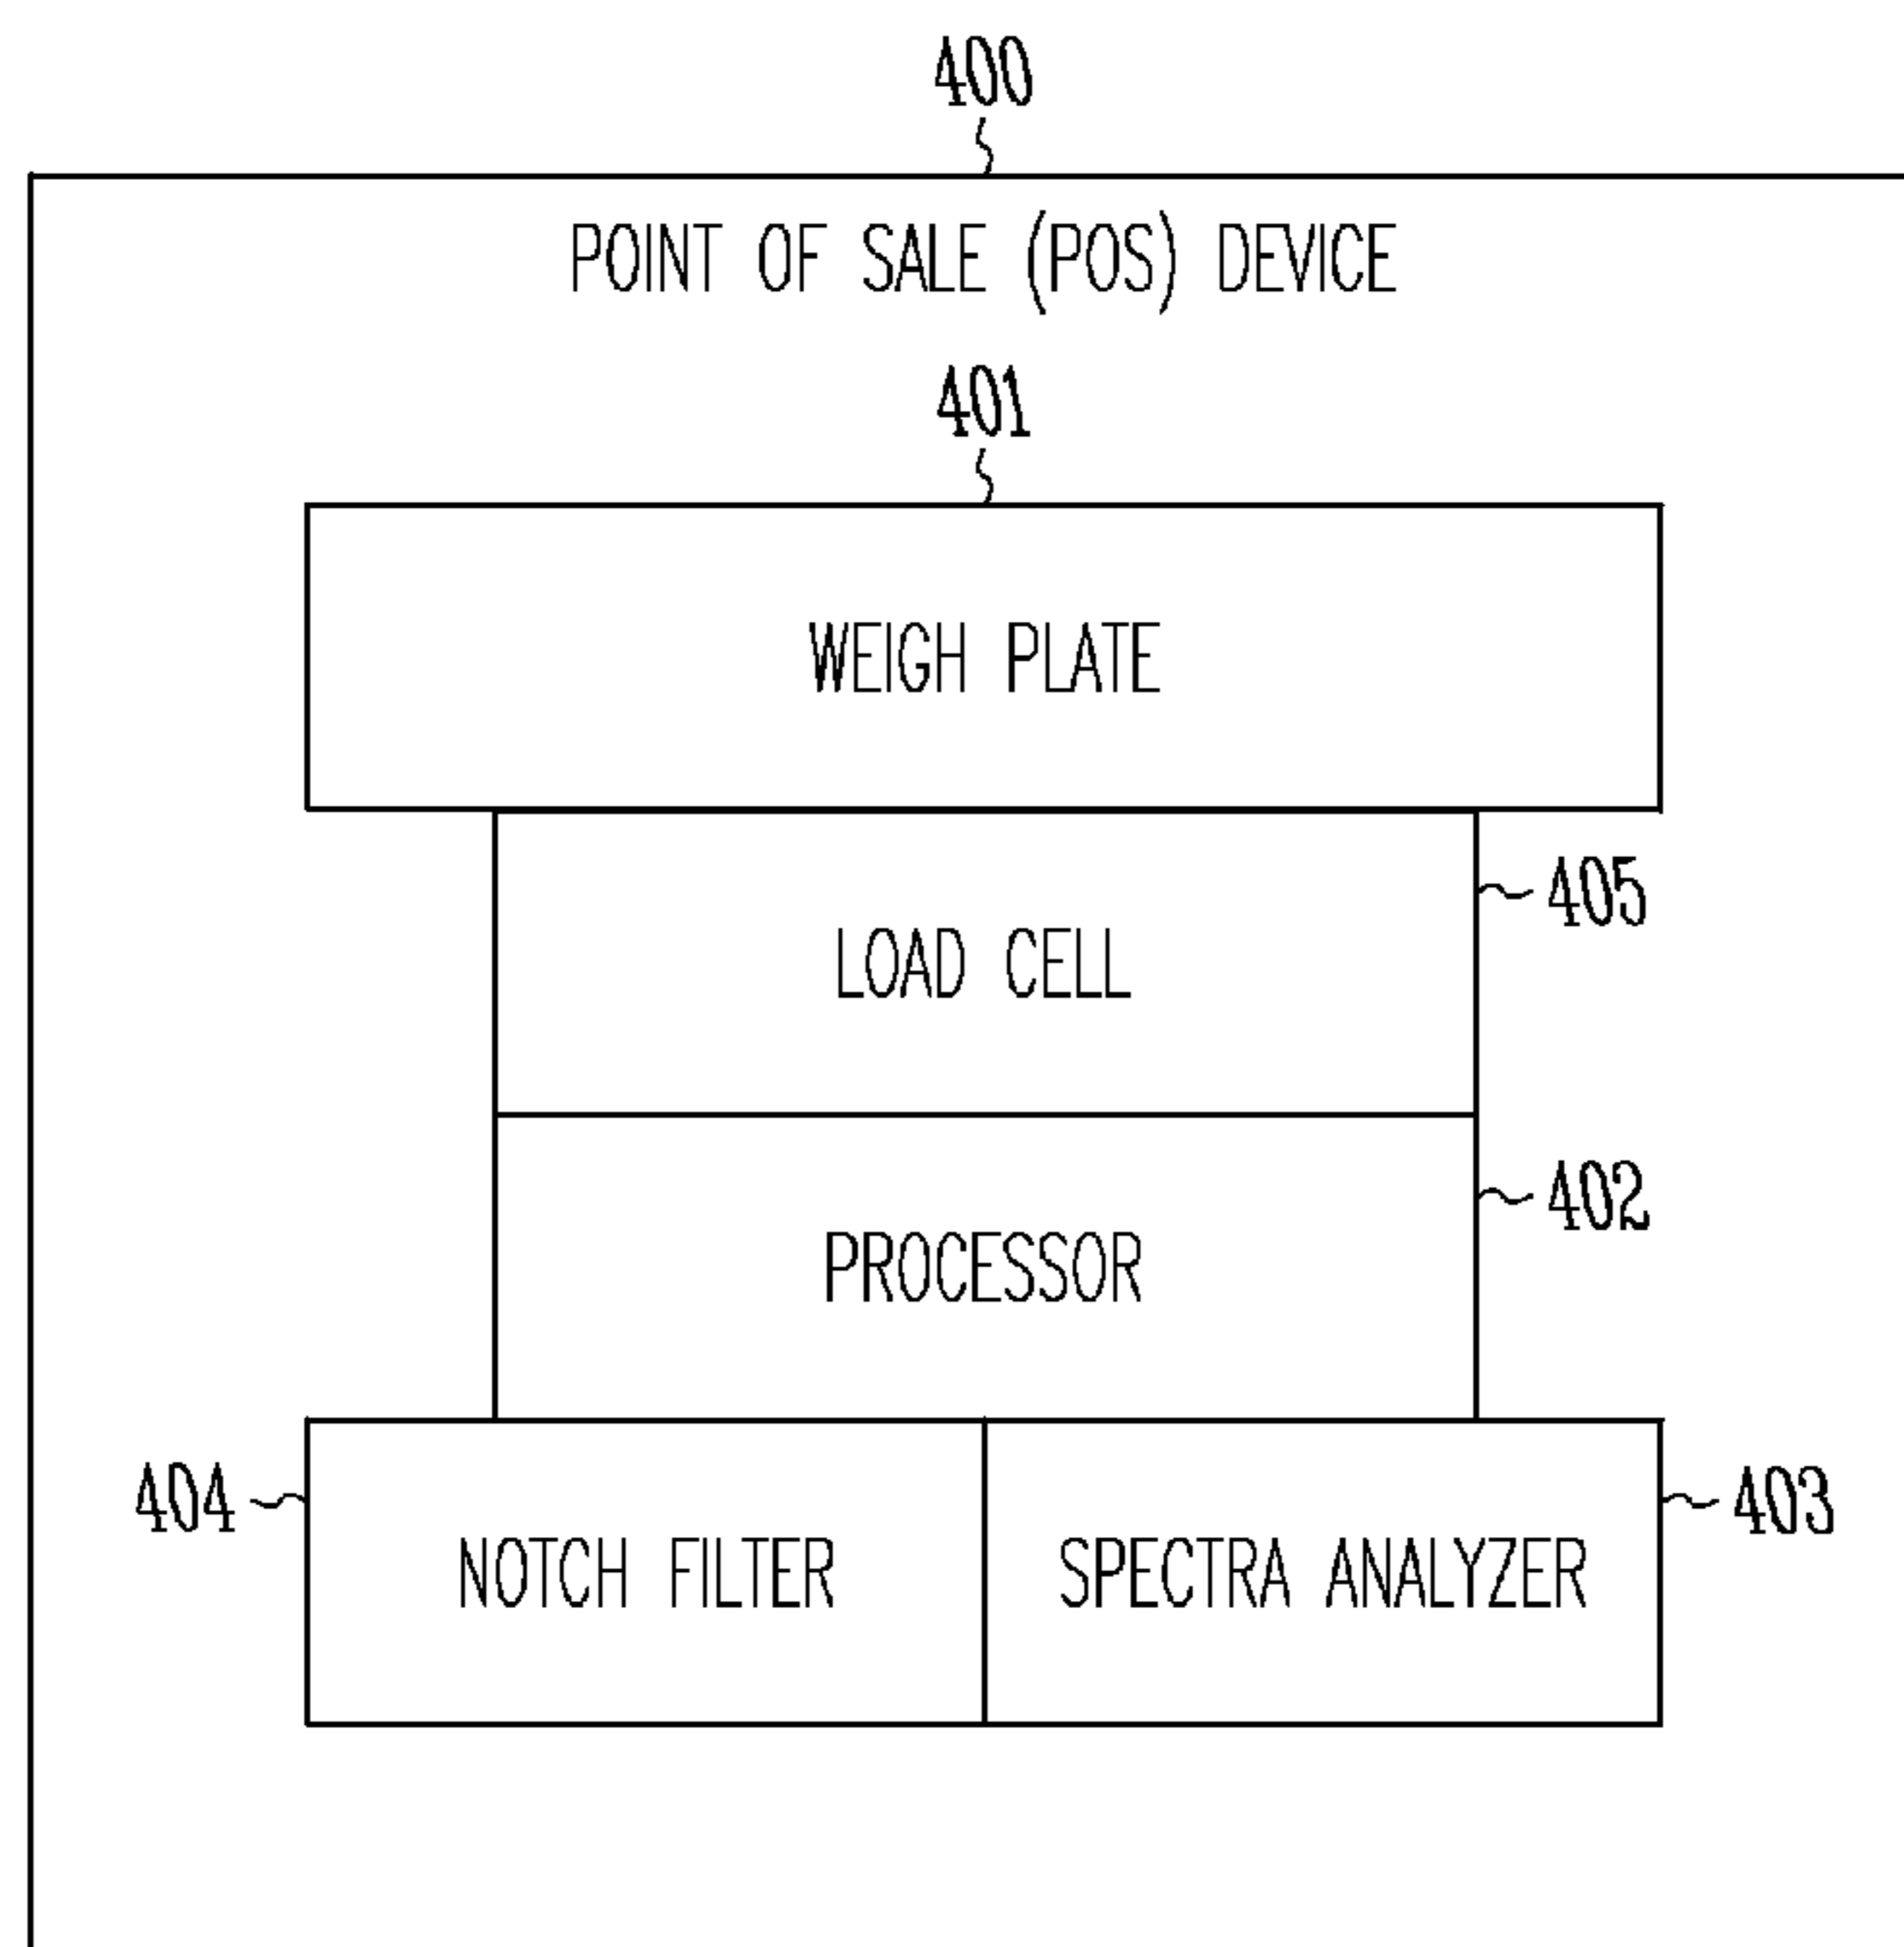 400
POINT OF SALE (POS) DEVICE
401
WEIGH PLATE
405
LOAD CELL
402
PROCESSOR
404
403
NOTCH FILTER
SPECTRA ANALYZER